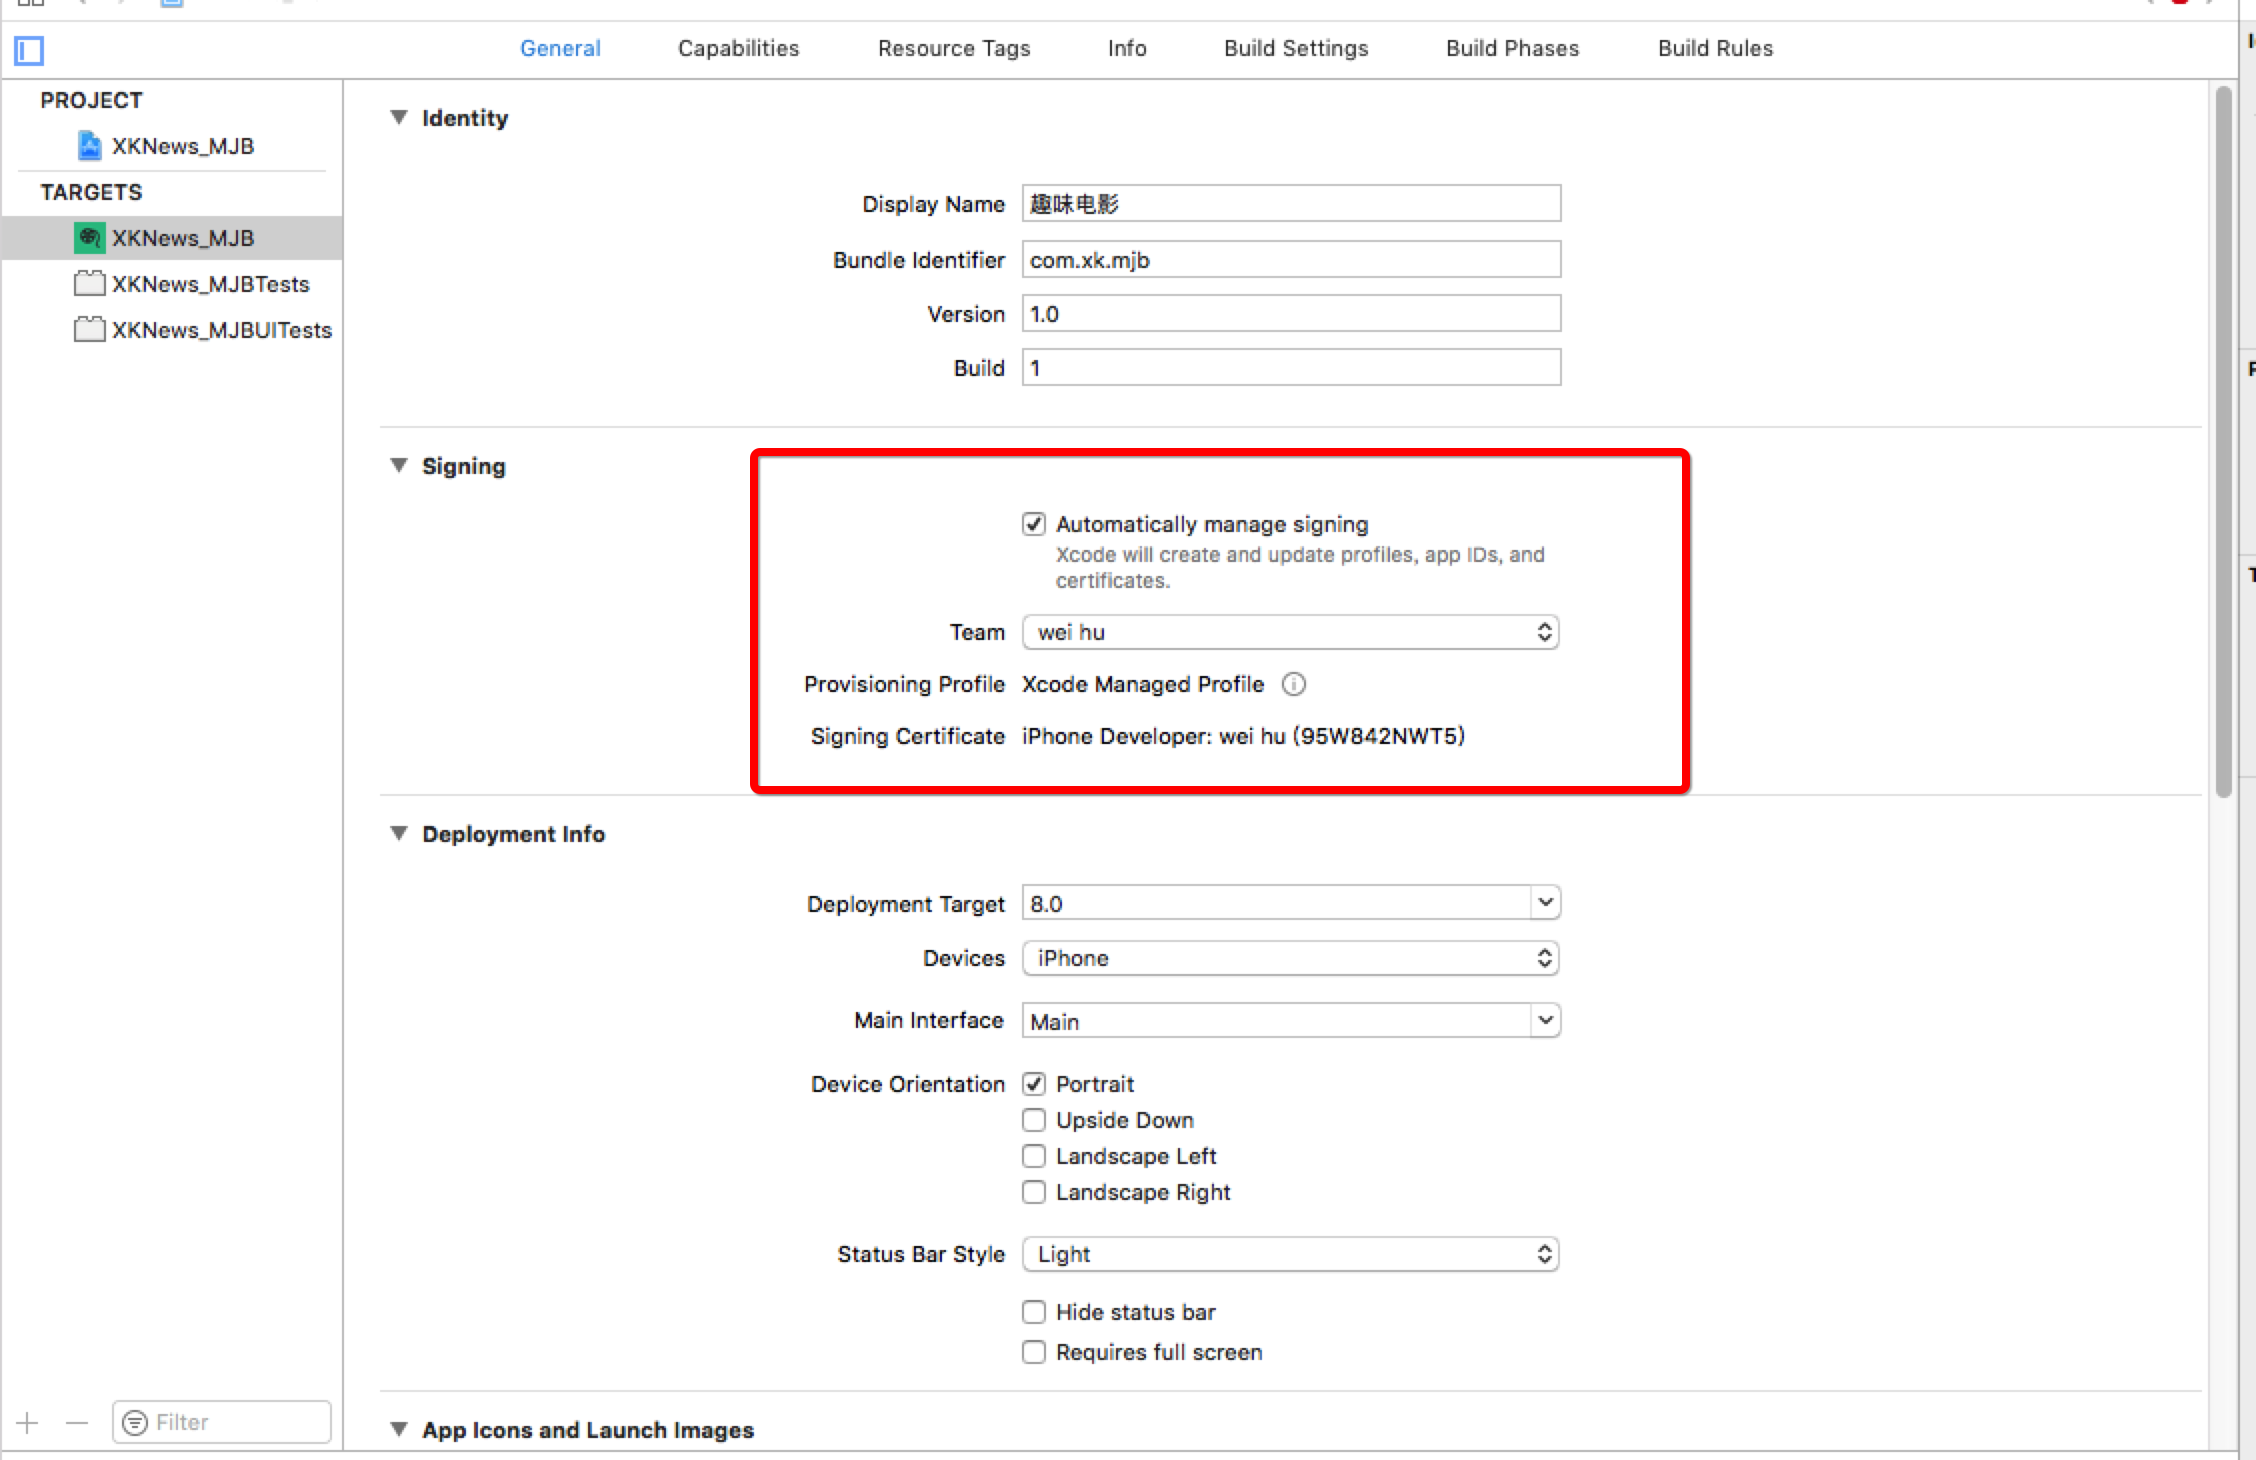 General Capabilities Resource Tags Info Build Settings Build Phases Build Rules
PROJECT
XKNews_MJB
TARGETS
XKNews_MJB
XKNews_MJBTests
XKNews_MJBUITests
Filter
Identity
Display Name 趣味电影
Bundle Identifier com.xk.mjb
Version 1.0
Build 1
Signing
Automatically manage signing
Xcode will create and update profiles, app IDs, and
certificates.
Team wei hu
Provisioning Profile Xcode Managed Profile
Signing Certificate iPhone Developer: wei hu (95W842NWT5)
Deployment Info
Deployment Target 8.0
Devices iPhone
Main Interface Main
Device Orientation Portrait
Upside Down
Landscape Left
Landscape Right
Status Bar Style Light
Hide status bar
Requires full screen
App Icons and Launch Images